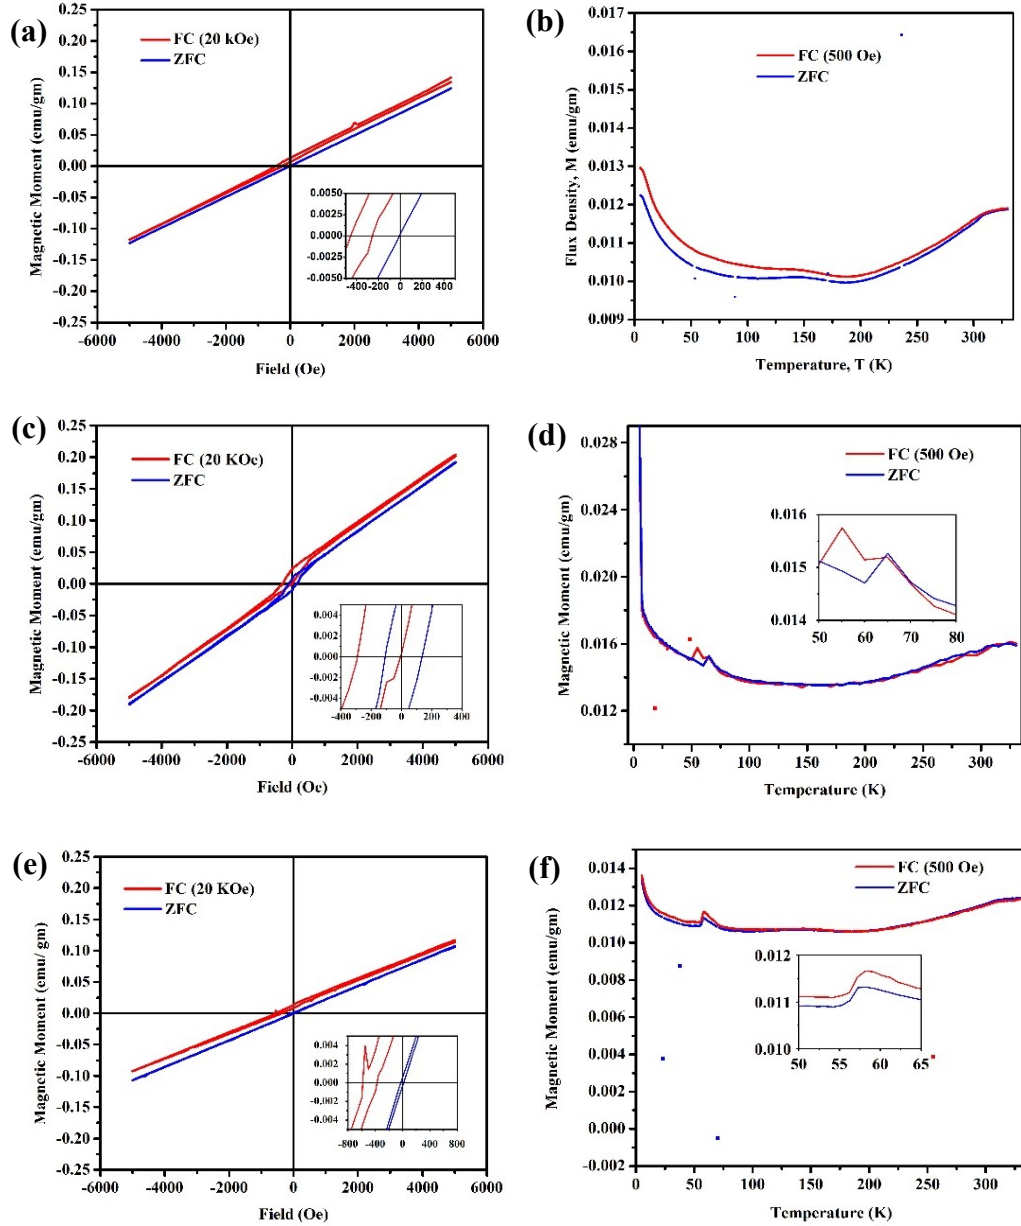 (a)
0.25
0.20
0.15
0.10
0.05
0.00
-0.05
-0.10
-0.15
-0.20
-0.25
Magnetic Moment (emu/gm)
FC (20 kOe)
ZFC
0.0050
0.0025
0.0000
-0.0025
-0.0050
-400 0 400
-6000 -4000 -2000 0 2000 4000 6000
Field (Oe)
(b)
0.017
0.016
0.015
0.014
0.013
0.012
0.011
0.010
0.009
Flux Density, M (emu/gm)
FC (500 Oe)
ZFC
0 50 100 150 200 250 300
Temperature, T (K)
(c)
0.25
0.20
0.15
0.10
0.05
0.00
-0.05
-0.10
-0.15
-0.20
-0.25
Magnetic Moment (emu/gm)
FC (20 KOe)
ZFC
0.004
0.002
0.000
-0.002
-0.004
-400 -200 0 200 400
-6000 -4000 -2000 0 2000 4000 6000
Field (Oe)
(d)
0.028
0.024
0.020
0.016
0.012
Magnetic Moment (emu/gm)
FC (500 Oe)
ZFC
0.016
0.015
0.014
50 55 60 65 70 75 80
0 50 100 150 200 250 300
Temperature (K)
(e)
0.25
0.20
0.15
0.10
0.05
0.00
-0.05
-0.10
-0.15
-0.20
-0.25
Magnetic Moment (emu/ gm)
FC (20 KOe)
ZFC
0.004
0.002
0.000
-0.002
-0.004
-800 -400 0 400 800
-6000 -4000 -2000 0 2000 4000 6000
Field (Oe)
(f)
0.014
0.012
0.010
0.008
0.006
0.004
0.002
0.000
-0.002
Magnetic Moment (emu/gm)
FC (500 Oe)
ZFC
0.012
0.011
0.010
50 55 60 65
0 50 100 150 200 250 300
Temperature (K)